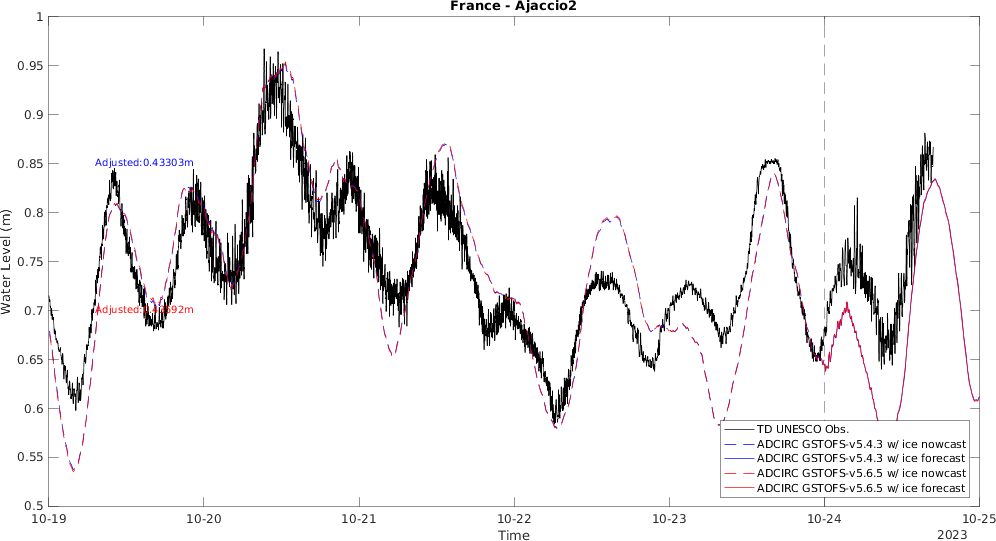 France - Ajaccio2
1
0.95
0.9
0.85
0.8
0.75
0.7
0.65
0.6
0.55
0.5
Water Level (m)
Adjusted:0.43303m
TD UNESCO Obs.
ADCIRC GSTOFS-v5.4.3 w/ ice nowcast
ADCIRC GSTOFS-v5.4.3 w/ ice forecast
ADCIRC GSTOFS-v5.6.5 w/ ice nowcast
ADCIRC GSTOFS-v5.6.5 w/ ice forecast
10-19 10-20 10-21 10-22 10-23 10-24 10-25
Time
2023